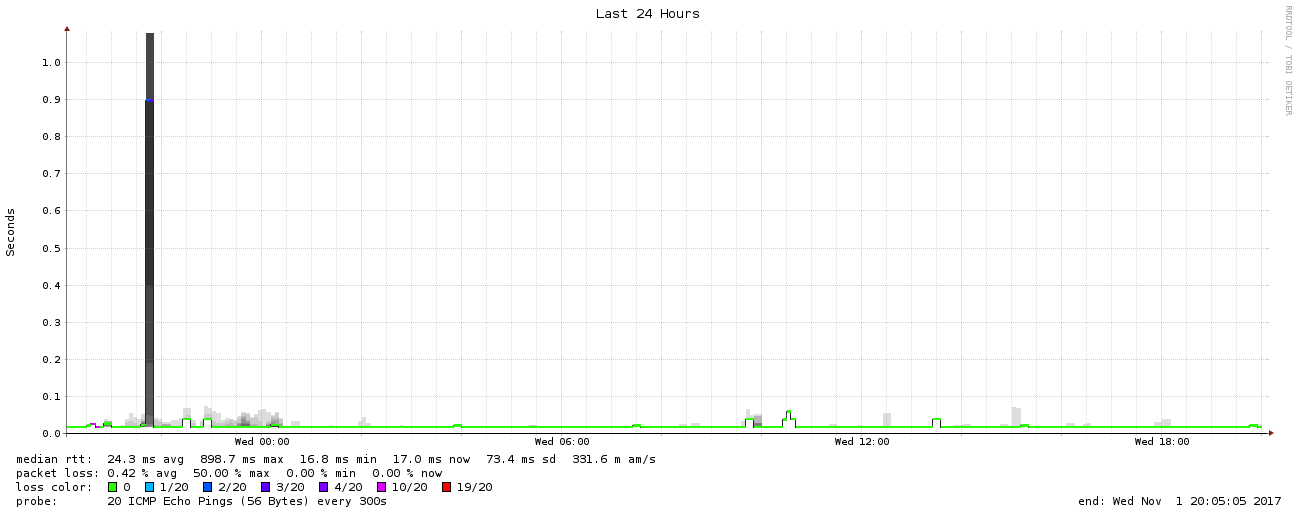 Last 24 Hours
RRDTOOL / TOBI OETIKER
Seconds
1.0
0.9
0.8
0.7
0.6
0.5
0.4
0.3
0.2
0.1
0.0
Wed 00:00 Wed 06:00 Wed 12:00 Wed 18:00
median rtt: 24.3 ms avg 898.7 ms max 16.8 ms min 17.0 ms now 73.4 ms sd 331.6 m am/s
packet loss: 0.42 % avg 50.00 % max 0.00 % min 0.00 % now
loss color: 0 1/20 2/20 3/20 4/20 10/20 19/20
probe: 20 ICMP Echo Pings (56 Bytes) every 300s end: Wed Nov 1 20:05:05 2017